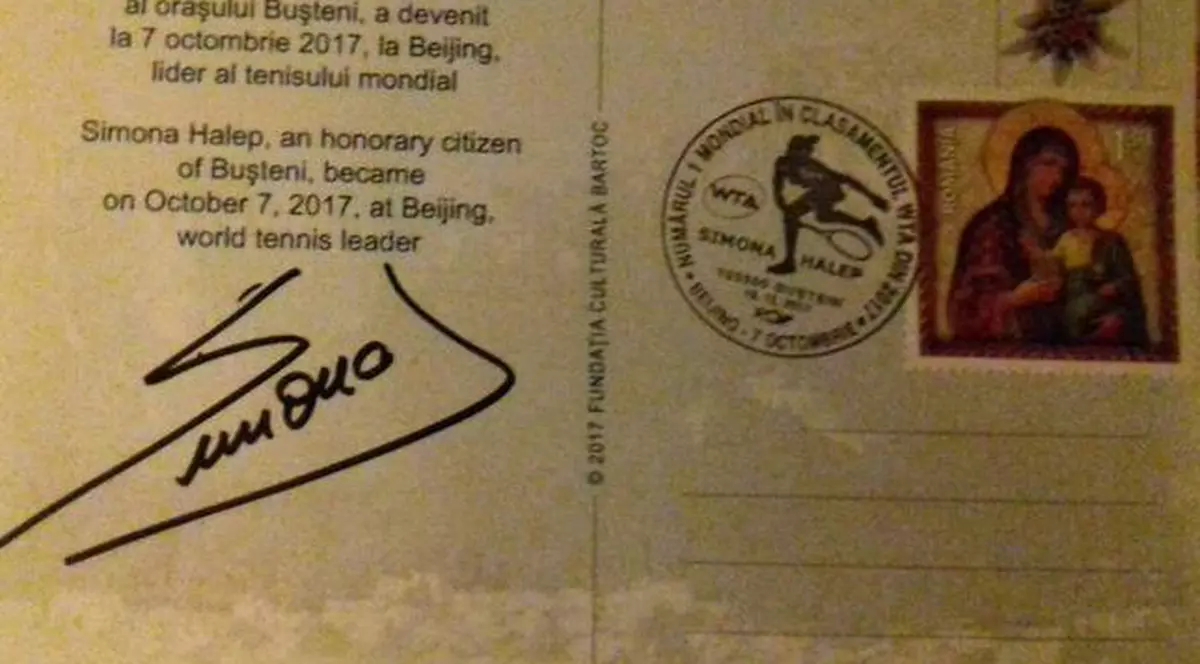 al orașului Bușteni, a devenit
la 7 octombrie 2017, la Beijing,
lider al tenisului mondial
Simona Halep, an honorary citizen
of Bușteni, became
on October 7, 2017, at Beijing,
world tennis leader
Simona
© 2017 FUNDAȚIA CULTURALĂ BARTOC
NUMĂRUL 1 MONDIAL ÎN CLASAMENTUL WTA DIN 2017
WTA
SIMONA HALEP
105500 BUȘTENI
BEIJING - 7 OCTOMBRIE
ROMANIA